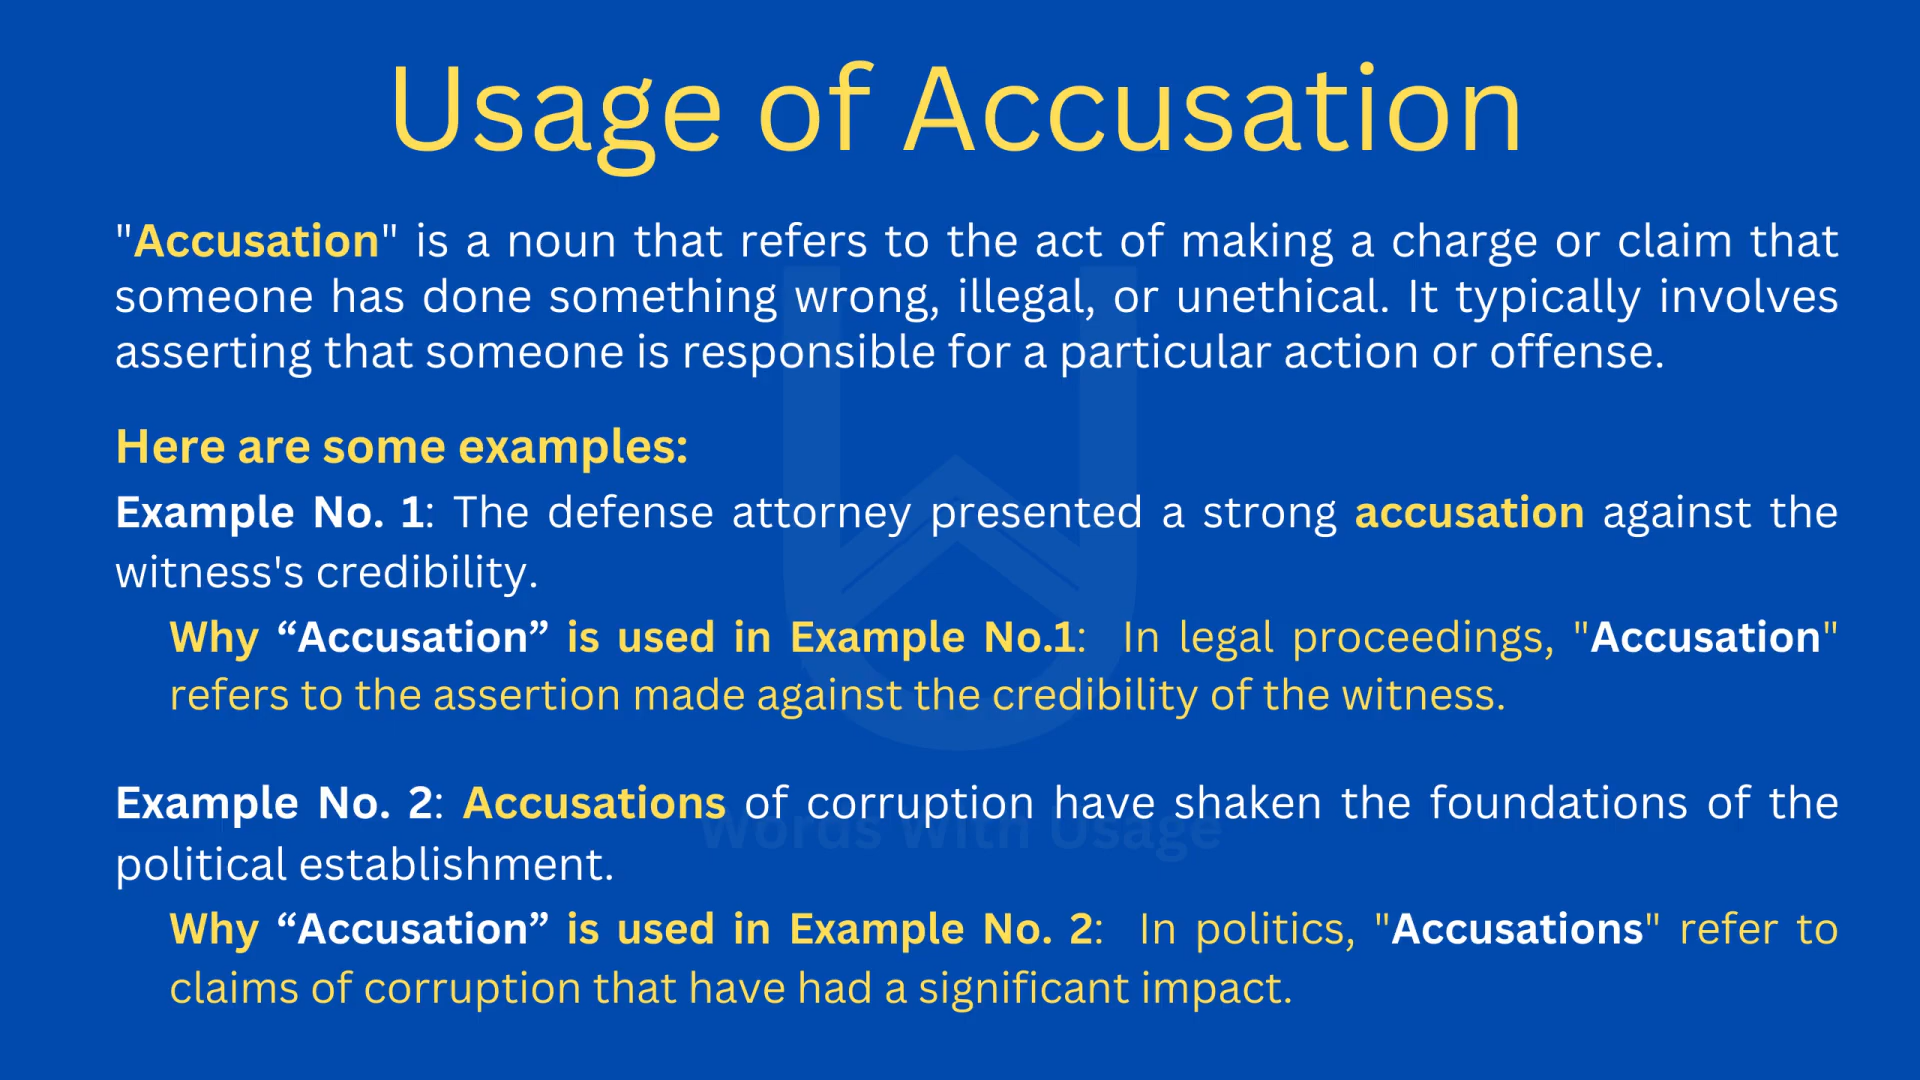 Usage of Accusation
"Accusation" is a noun that refers to the act of making a charge or claim that
someone has done something wrong, illegal, or unethical. It typically involves
asserting that someone is responsible for a particular action or offense.
Here are some examples:
Example No. 1: The defense attorney presented a strong accusation against the
witness's credibility.
Why “Accusation” is used in Example No.1: In legal proceedings, "Accusation"
refers to the assertion made against the credibility of the witness.
Example No. 2: Accusations of corruption have shaken the foundations of the
Words With Usage
political establishment.
Why “Accusation” is used in Example No. 2: In politics, "Accusations" refer to
claims of corruption that have had a significant impact.